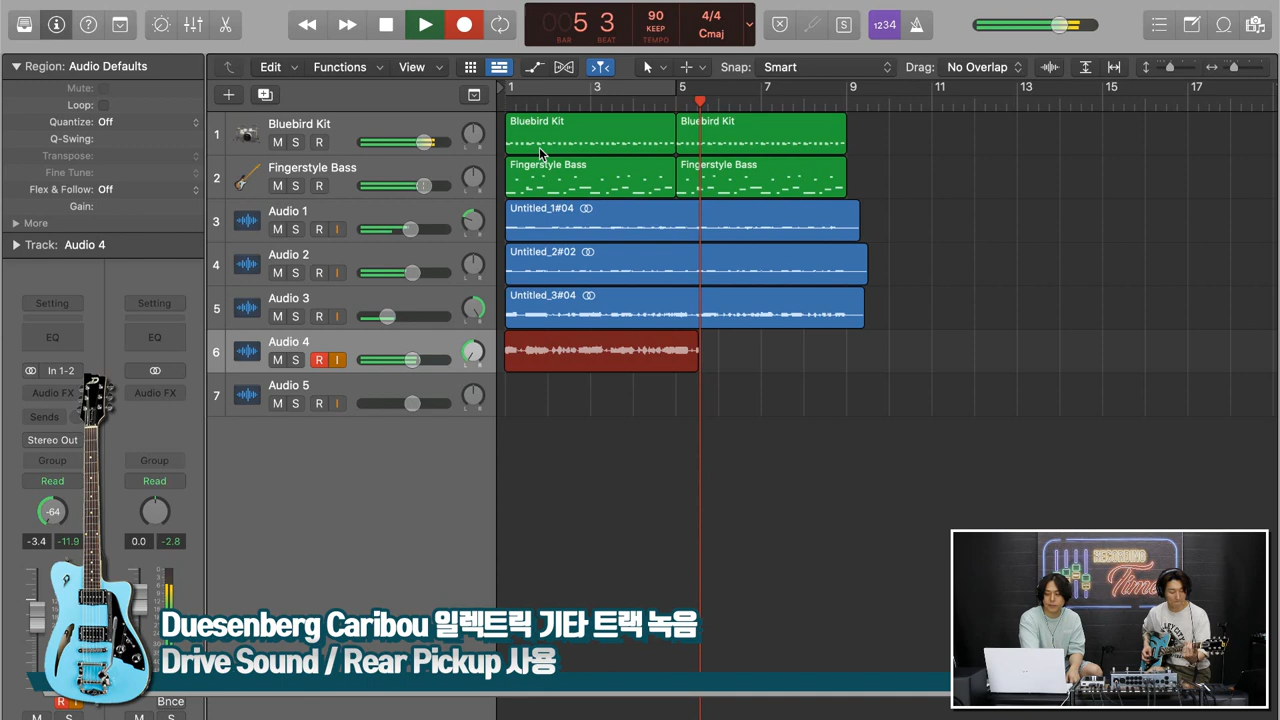 5 3
BAR BEAT
90
KEEP
TEMPO
4/4
Cmaj
1234
Region: Audio Defaults
Mute:
Loop:
Quantize: Off
Q-Swing:
Transpose:
Fine Tune:
Flex & Follow: Off
Gain:
More
Track: Audio 4
Edit Functions View Snap: Smart Drag: No Overlap
1 3 5 7 9 11 13 15 17
1 Bluebird Kit
M S R
2 Fingerstyle Bass
M S R
3 Audio 1
M S R I
4 Audio 2
M S R I
5 Audio 3
M S R I
6 Audio 4
M S R I
7 Audio 5
M S R I
Bluebird Kit Bluebird Kit
Fingerstyle Bass Fingerstyle Bass
Untitled_1#04
Untitled_2#02
Untitled_3#04
Setting Setting
EQ EQ
In 1-2
Audio FX Audio FX
Sends
Stereo Out
Group Group
Read Read
-64
-3.4 -11.9 0.0 -2.8
Duesenberg Caribou 일렉트릭 기타 트랙 녹음
Drive Sound / Rear Pickup 사용
R I Bnce
M S M S
RECORDING
Time